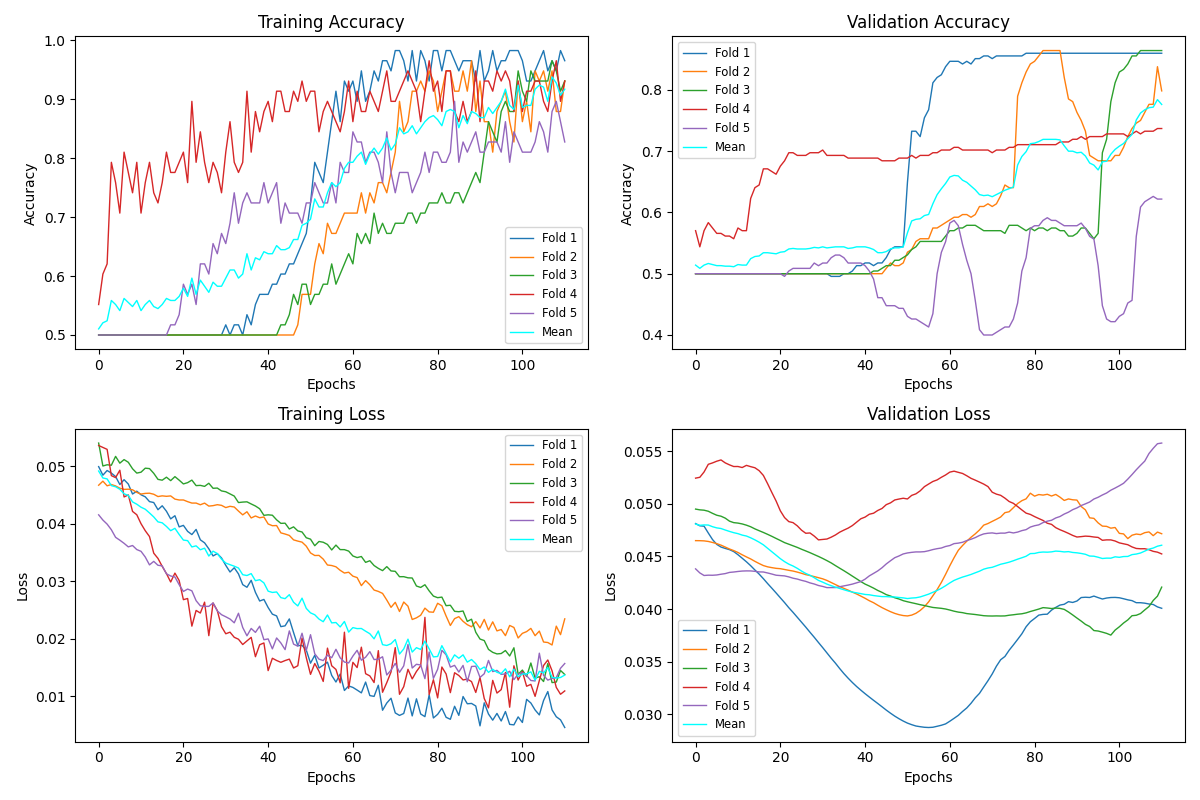 Training Accuracy
1.0
0.9
0.8
0.7
0.6
0.5
Accuracy
0 20 40 60 80 100
Epochs
Fold 1
Fold 2
Fold 3
Fold 4
Fold 5
Mean
Validation Accuracy
0.8
0.7
0.6
0.5
0.4
Accuracy
0 20 40 60 80 100
Epochs
Fold 1
Fold 2
Fold 3
Fold 4
Fold 5
Mean
Training Loss
0.05
0.04
0.03
0.02
0.01
Loss
0 20 40 60 80 100
Epochs
Fold 1
Fold 2
Fold 3
Fold 4
Fold 5
Mean
Validation Loss
0.055
0.050
0.045
0.040
0.035
0.030
Loss
0 20 40 60 80 100
Epochs
Fold 1
Fold 2
Fold 3
Fold 4
Fold 5
Mean